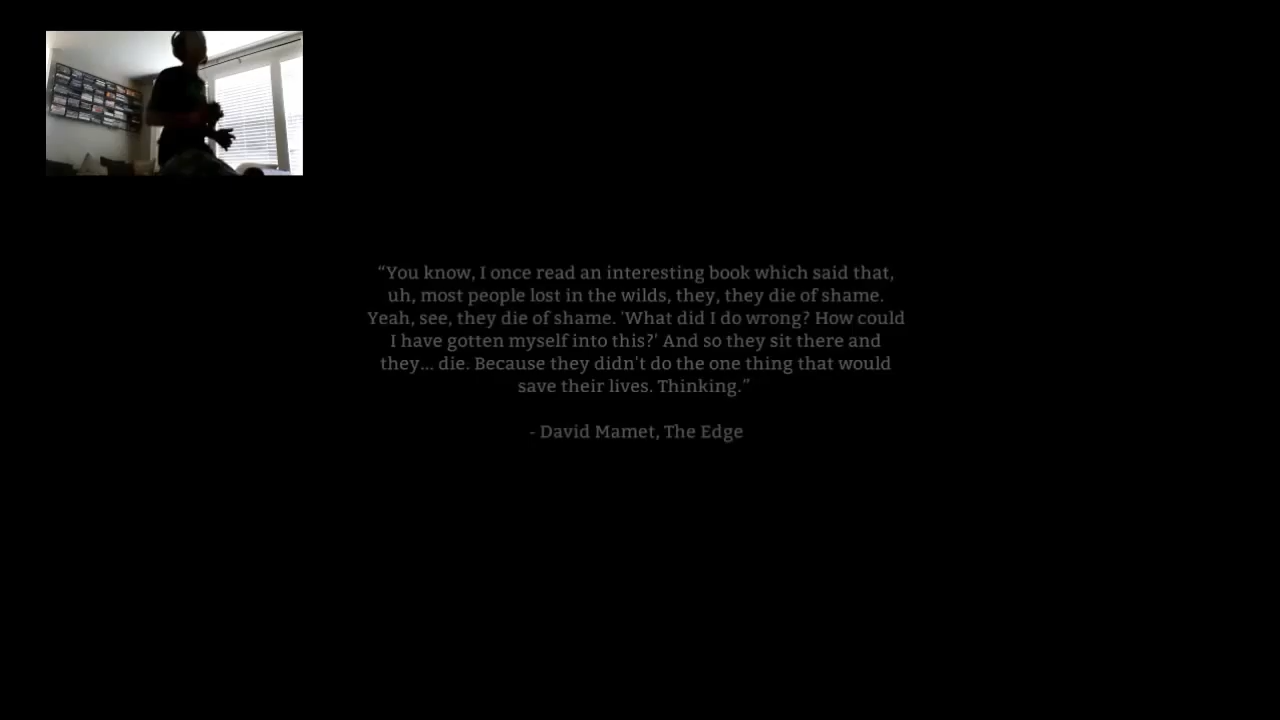 “You know, I once read an interesting book which said that,
uh, most people lost in the wilds, they, they die of shame.
Yeah, see, they die of shame. 'What did I do wrong? How could
I have gotten myself into this?' And so they sit there and
they... die. Because they didn't do the one thing that would
save their lives. Thinking.”
- David Mamet, The Edge